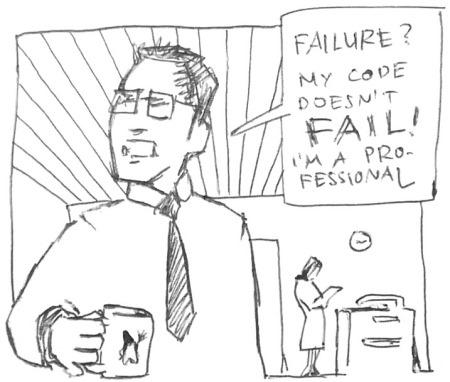 FAILURE?
MY CODE
DOESN'T
FAIL!
I'M A PRO-
FESSIONAL